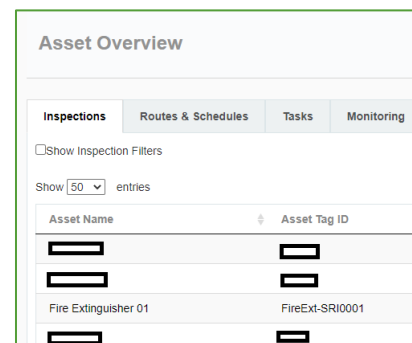 Asset Overview
Inspections Routes & Schedules Tasks Monitoring
Show Inspection Filters
Show 50 entries
Asset Name Asset Tag ID
Fire Extinguisher 01 FireExt-SRI0001